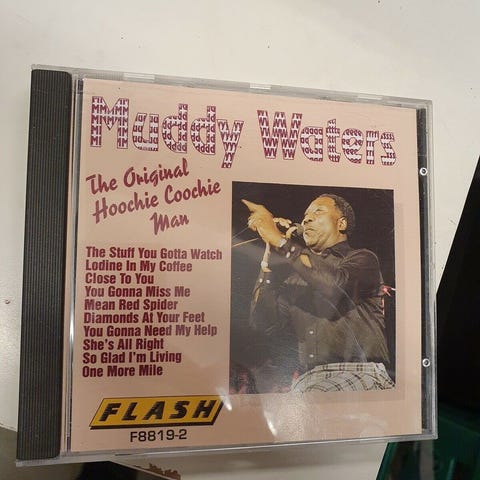 Muddy Waters
The Original
Hoochie Coochie
Man
The Stuff You Gotta Watch
Lodine In My Coffee
Close To You
You Gonna Miss Me
Mean Red Spider
Diamonds At Your Feet
You Gonna Need My Help
She's All Right
So Glad I'm Living
One More Mile
FLASH
F8819-2